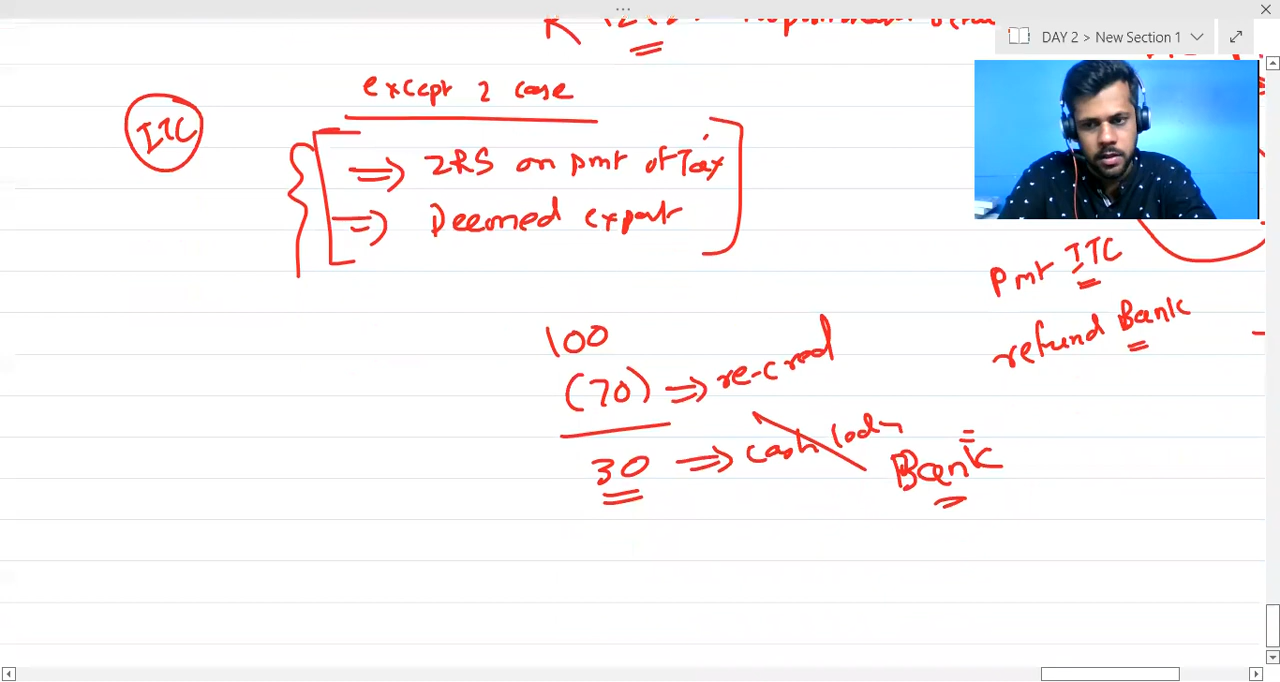 DAY 2 > New Section 1
except 2 case
ITC
⇒ ZRS on pmt of Tax
⇒ Deemed export
pmt ITC
refund Bank
100
(70) ⇒ re-cred
30 ⇒ cash Bank